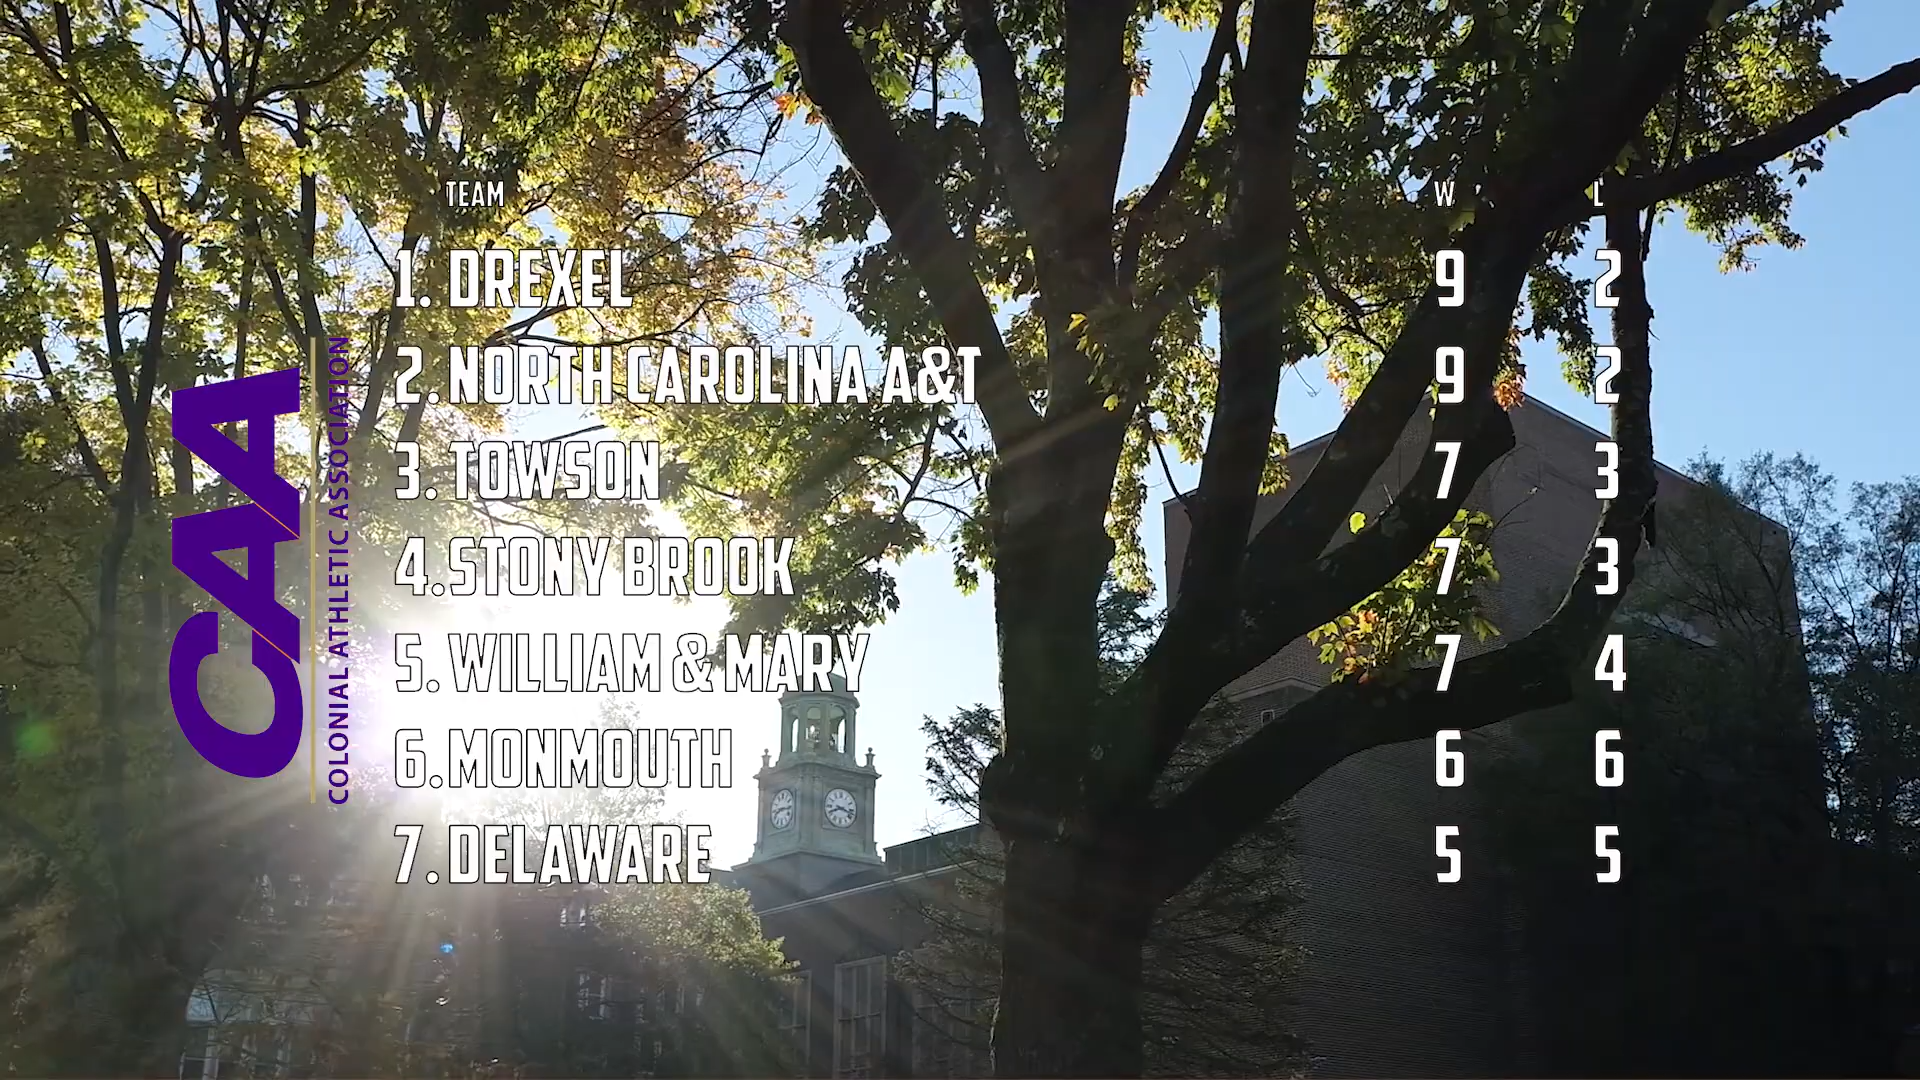 CAA
COLONIAL ATHLETIC ASSOCIATION
TEAM W L
1. DREXEL 9 2
2. NORTH CAROLINA A&T 9 2
3. TOWSON 7 3
4. STONY BROOK 7 3
5. WILLIAM & MARY 7 4
6. MONMOUTH 6 6
7. DELAWARE 5 5